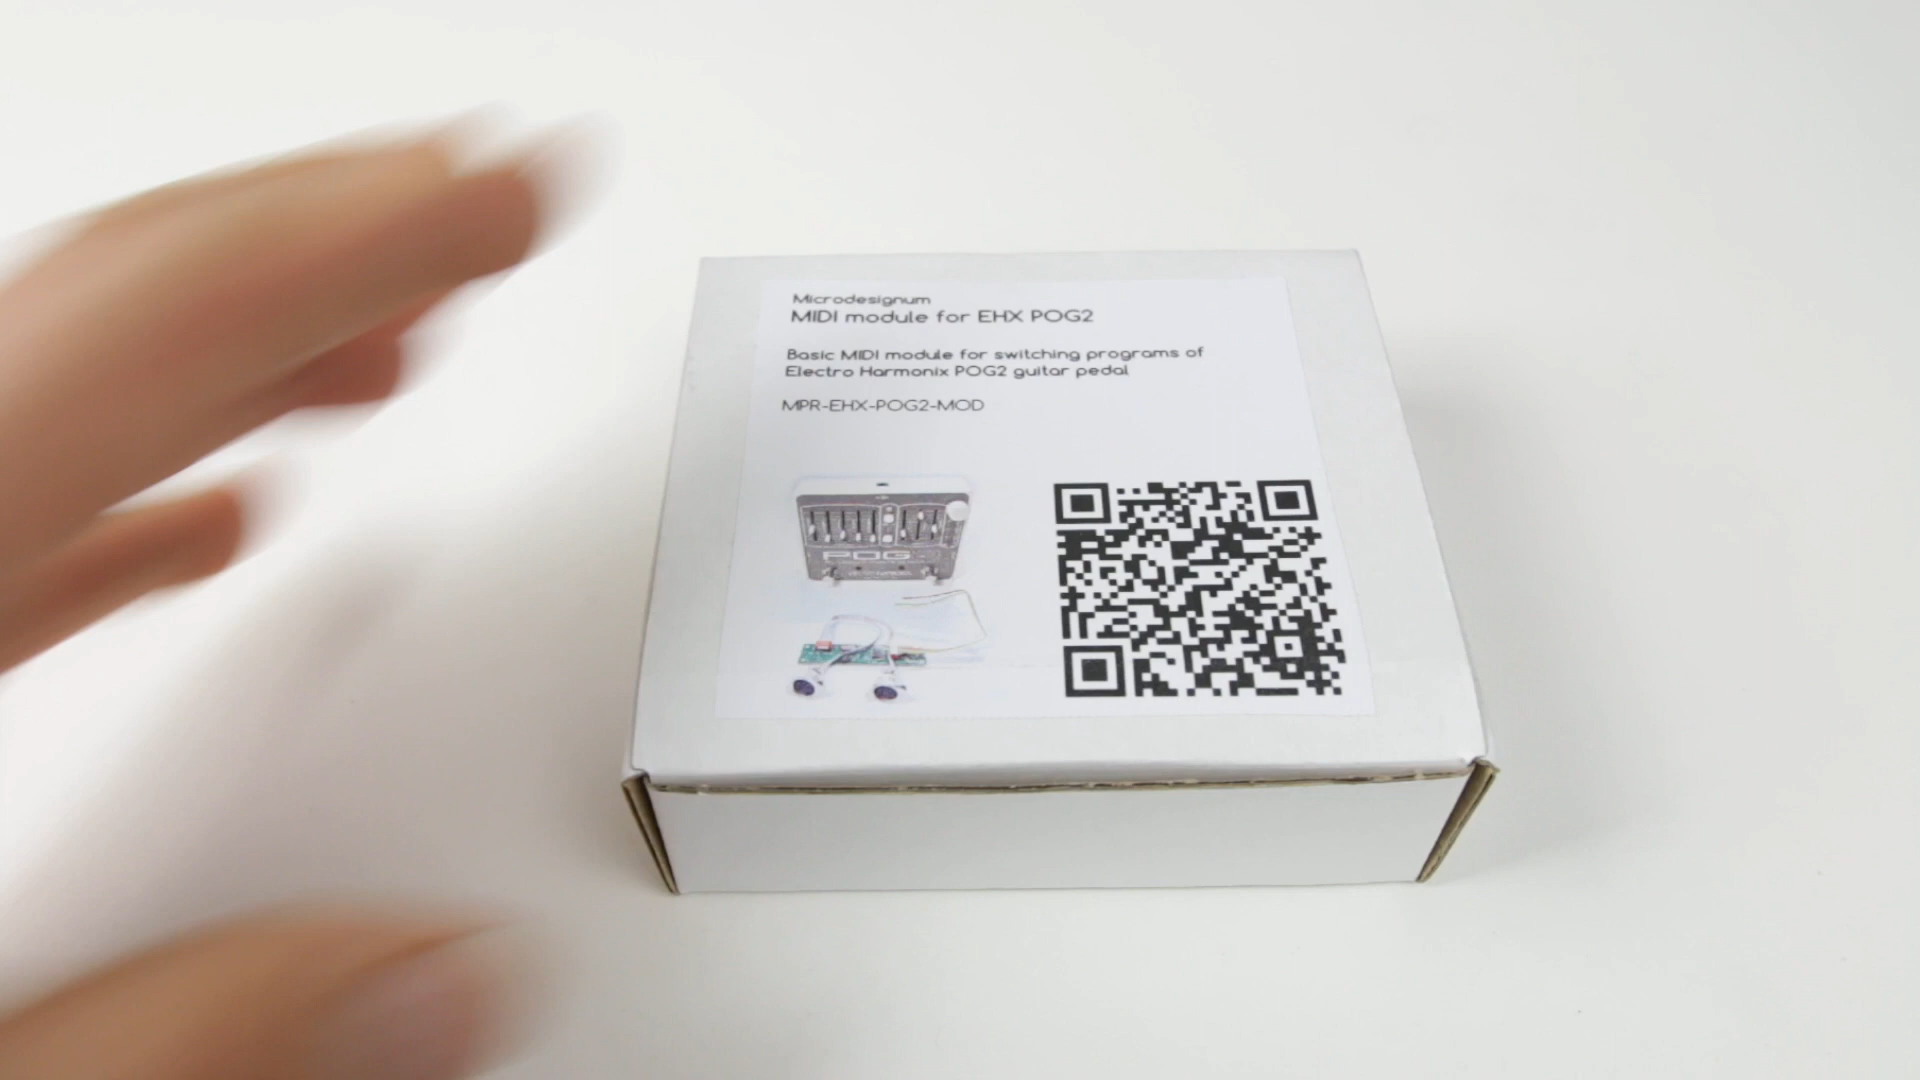 Microdesignum
MIDI module for EHX POG2
Basic MIDI module for switching programs of
Electro Harmonix POG2 guitar pedal
MPR-EHX-POG2-MOD
POG